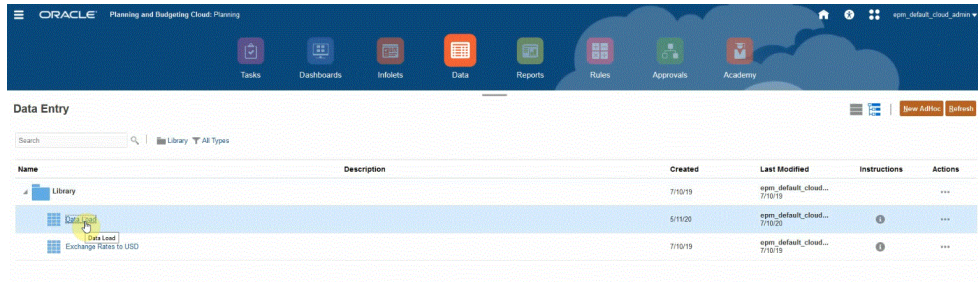 ORACLE Planning and Budgeting Cloud: Planning epm_default_cloud_admin
Tasks Dashboards Infolets Data Reports Rules Approvals Academy
Data Entry New AdHoc Refresh
Search Library All Types
Name Description Created Last Modified Instructions Actions
Library 7/10/19 epm_default_cloud...
7/10/19
Data Load 5/11/20 epm_default_cloud...
7/10/20
Data Load
Exchange Rates to USD 7/10/19 epm_default_cloud...
7/10/19